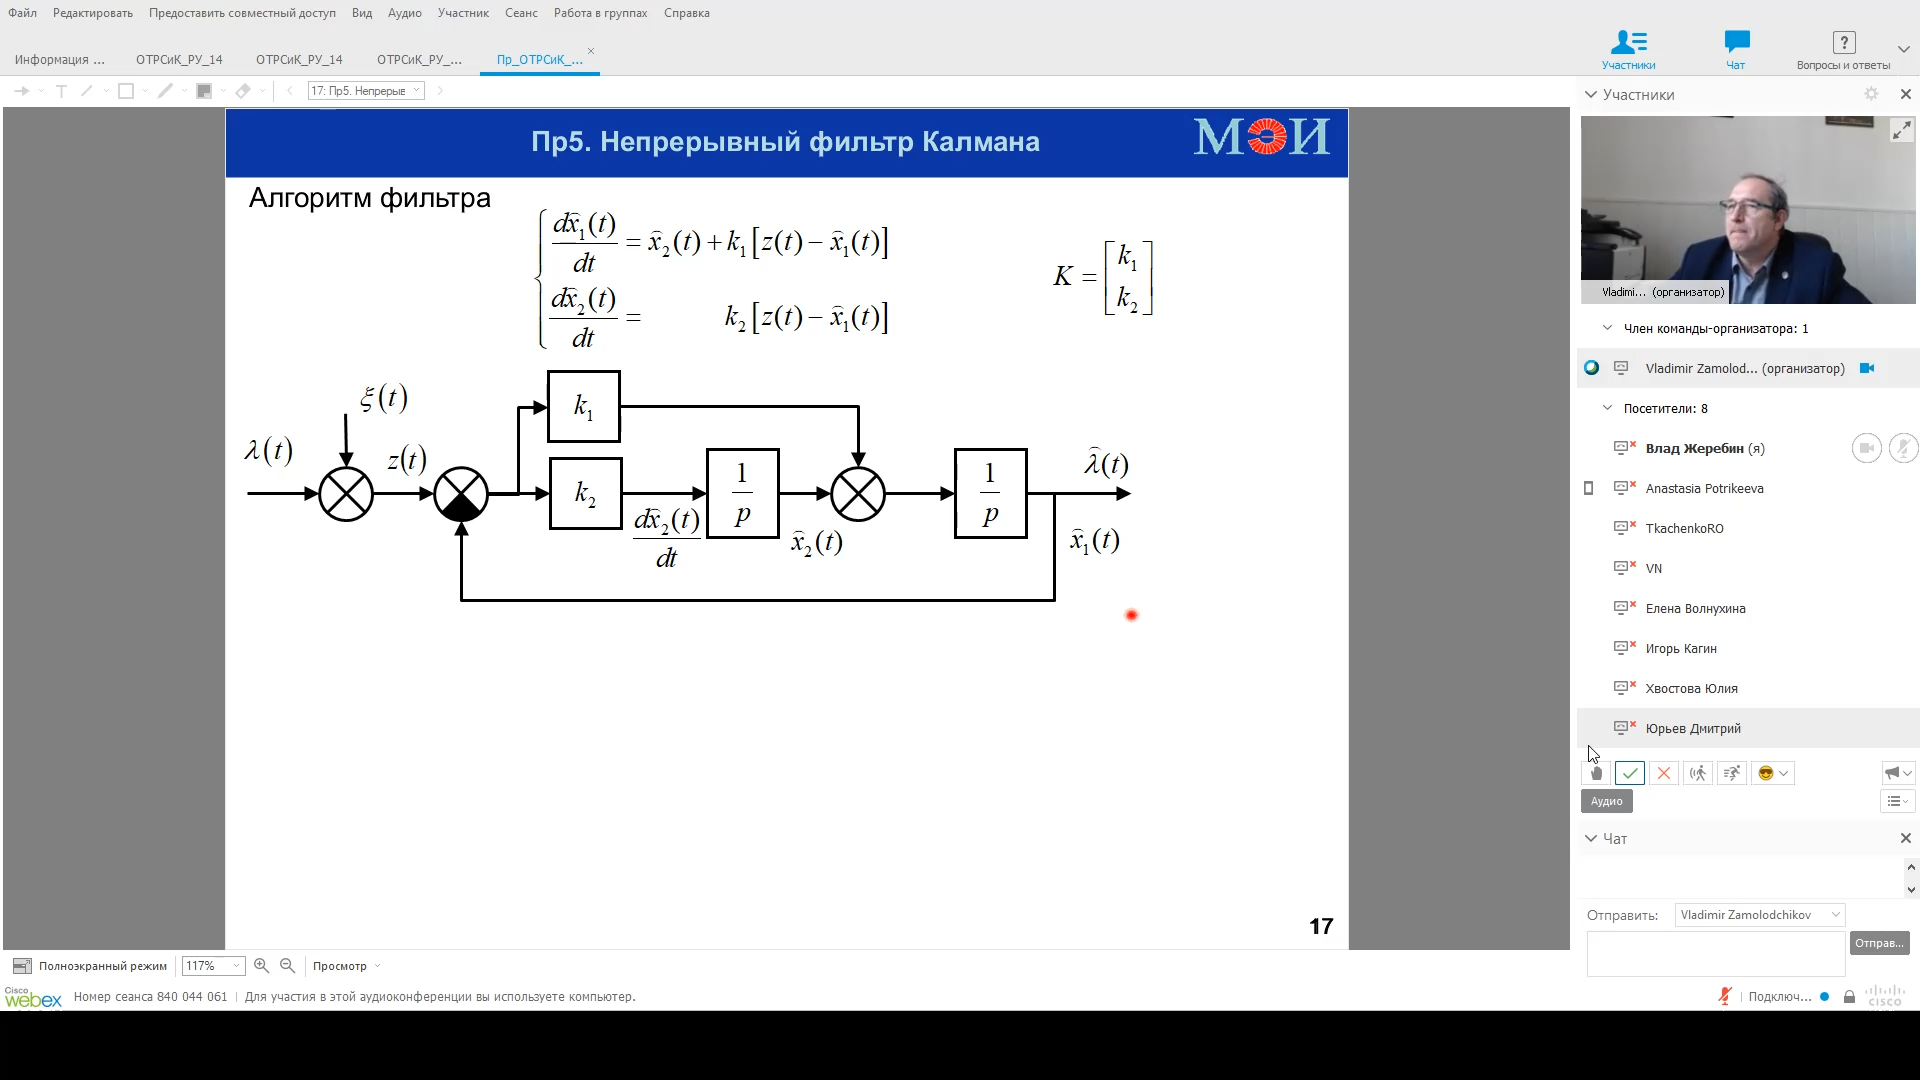 Файл Редактировать Предоставить совместный доступ Вид Аудио Участник Сеанс Работа в группах Справка
Информация ... ОТРСиК_РУ_14 ОТРСиК_РУ_14 ОТРСиК_РУ_... Пр_ОТРСиК_...
Участники Чат Вопросы и ответы
17: Пр5. Непрерыв
Пр5. Непрерывный фильтр Калмана МЭИ
Алгоритм фильтра
dx̂₁(t)/dt = x̂₂(t) + k₁[z(t) − x̂₁(t)]
dx̂₂(t)/dt = k₂[z(t) − x̂₁(t)]
K = [k₁ k₂]
ξ(t)
k₁
λ(t)
z(t)
k₂
1/p
1/p
λ̂(t)
dx̂₂(t)/dt
x̂₂(t)
x̂₁(t)
17
Участники
Vladimi... (организатор)
Член команды-организатора: 1
Vladimir Zamolod... (организатор)
Посетители: 8
Влад Жеребин (я)
Anastasia Potrikeeva
TkachenkoRO
VN
Елена Волнухина
Игорь Кагин
Хвостова Юлия
Юрьев Дмитрий
Аудио
Чат
Отправить: Vladimir Zamolodchikov
Отправ...
Полноэкранный режим 117% Просмотр
Cisco webex Номер сеанса 840 044 061 | Для участия в этой аудиоконференции вы используете компьютер.
Подключ...
cisco